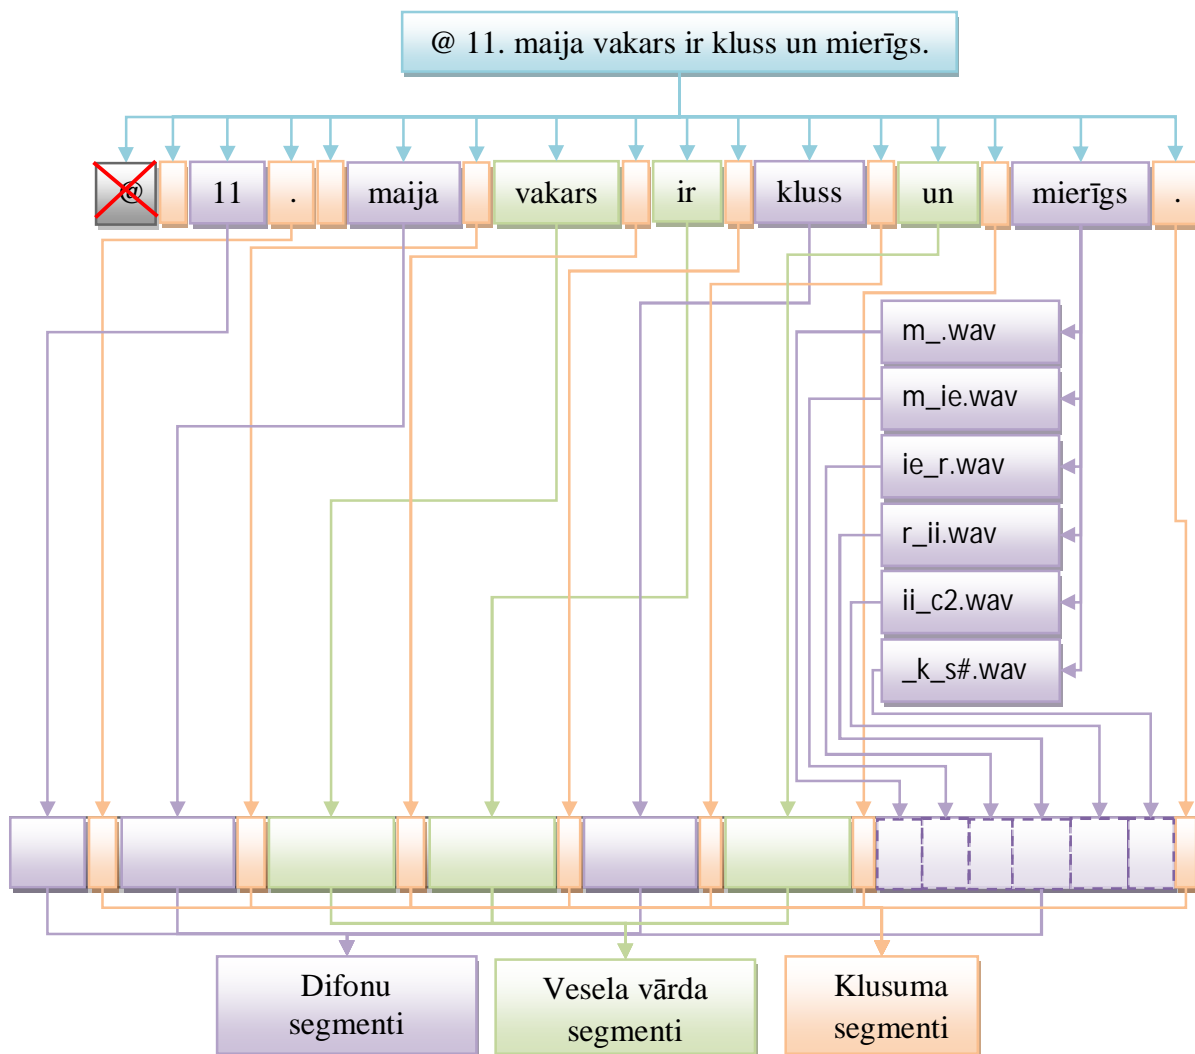 @ 11. maija vakars ir kluss un mierīgs.
@ 11 . maija vakars ir kluss un mierīgs .
m_.wav
m_ie.wav
ie_r.wav
r_ii.wav
ii_c2.wav
_k_s#.wav
Difonu
segmenti
Vesela vārda
segmenti
Klusuma
segmenti